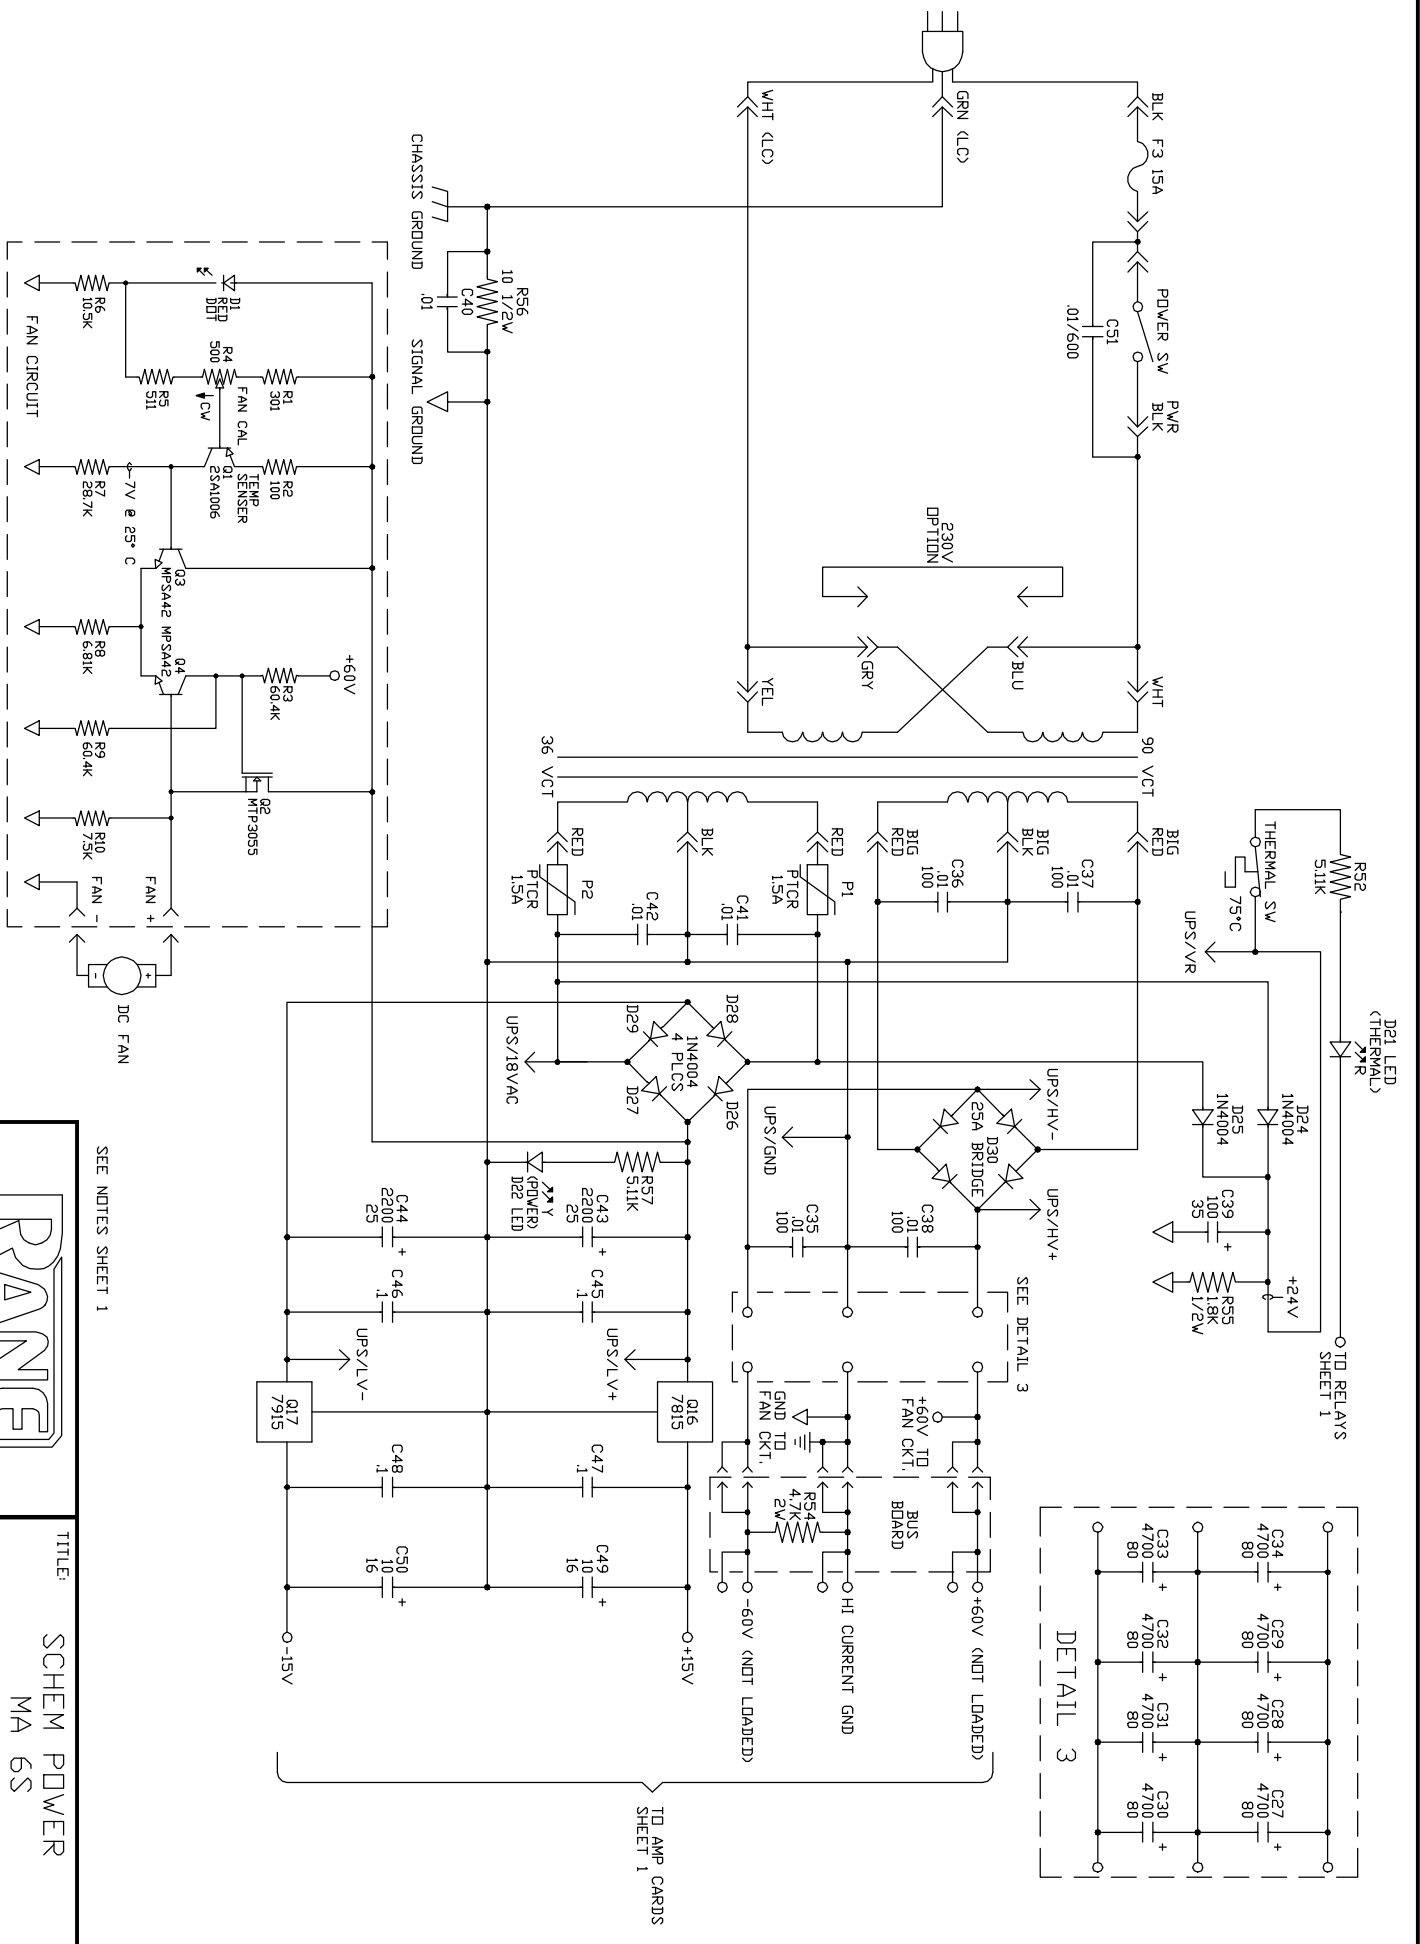 BLK
F3 15A
GRN (LC)
WHT (LC)
POWER SW
C51
.01/600
PWR
BLK
CHASSIS GROUND
R56
10 1/2W
C40
.01
SIGNAL GROUND
230V
OPTION
WHT
BLU
GRY
YEL
90 VCT
36 VCT
BIG
RED
BIG
BLK
BIG
RED
C37
.01
100
C36
.01
100
RED
BLK
RED
P1
PTCR
1.5A
P2
PTCR
1.5A
C41
.01
C42
.01
R52
5.11K
THERMAL SW
75°C
UPS/VR
D21 LED
(THERMAL)
R
D24
1N4004
D25
1N4004
C39
100
35
+
R55
1.8K
1/2W
+24V
TO RELAYS
SHEET 1
UPS/HV-
D30
25A BRIDGE
UPS/HV+
UPS/GND
C38
.01
100
C35
.01
100
D28
D29
1N4004
4 PLCS
D26
D27
UPS/18VAC
R57
5.11K
Y
(POWER)
D22 LED
C43
2200
25
+
C44
2200
25
+
C45
.1
C46
.1
UPS/LV+
UPS/LV-
Q16
7815
Q17
7915
C47
.1
C48
.1
C49
10
16
+
C50
10
16
+
+15V
-15V
SEE DETAIL 3
+60V TO
FAN CKT.
GND TO
FAN CKT.
BUS
BOARD
R54
4.7K
2W
+60V (NOT LOADED)
HI CURRENT GND
-60V (NOT LOADED)
TO AMP CARDS
SHEET 1
C34
4700
80
+
C29
4700
80
+
C28
4700
80
+
C27
4700
80
+
C33
4700
80
+
C32
4700
80
+
C31
4700
80
+
C30
4700
80
+
DETAIL 3
D1
RED
DOT
R6
10.5K
FAN CIRCUIT
R4
500
R5
511
R1
301
FAN CAL
CW
R2
100
TEMP
SENSER
Q1
2SA1006
R7
28.7K
-7V @ 25° C
Q3
MPSA42
Q4
MPSA42
R8
6.81K
+60V
R3
60.4K
R9
60.4K
Q2
MTP3055
R10
7.5K
FAN +
FAN -
+
-
DC FAN
SEE NOTES SHEET 1
RANE
TITLE:
SCHEM POWER
MA 6S